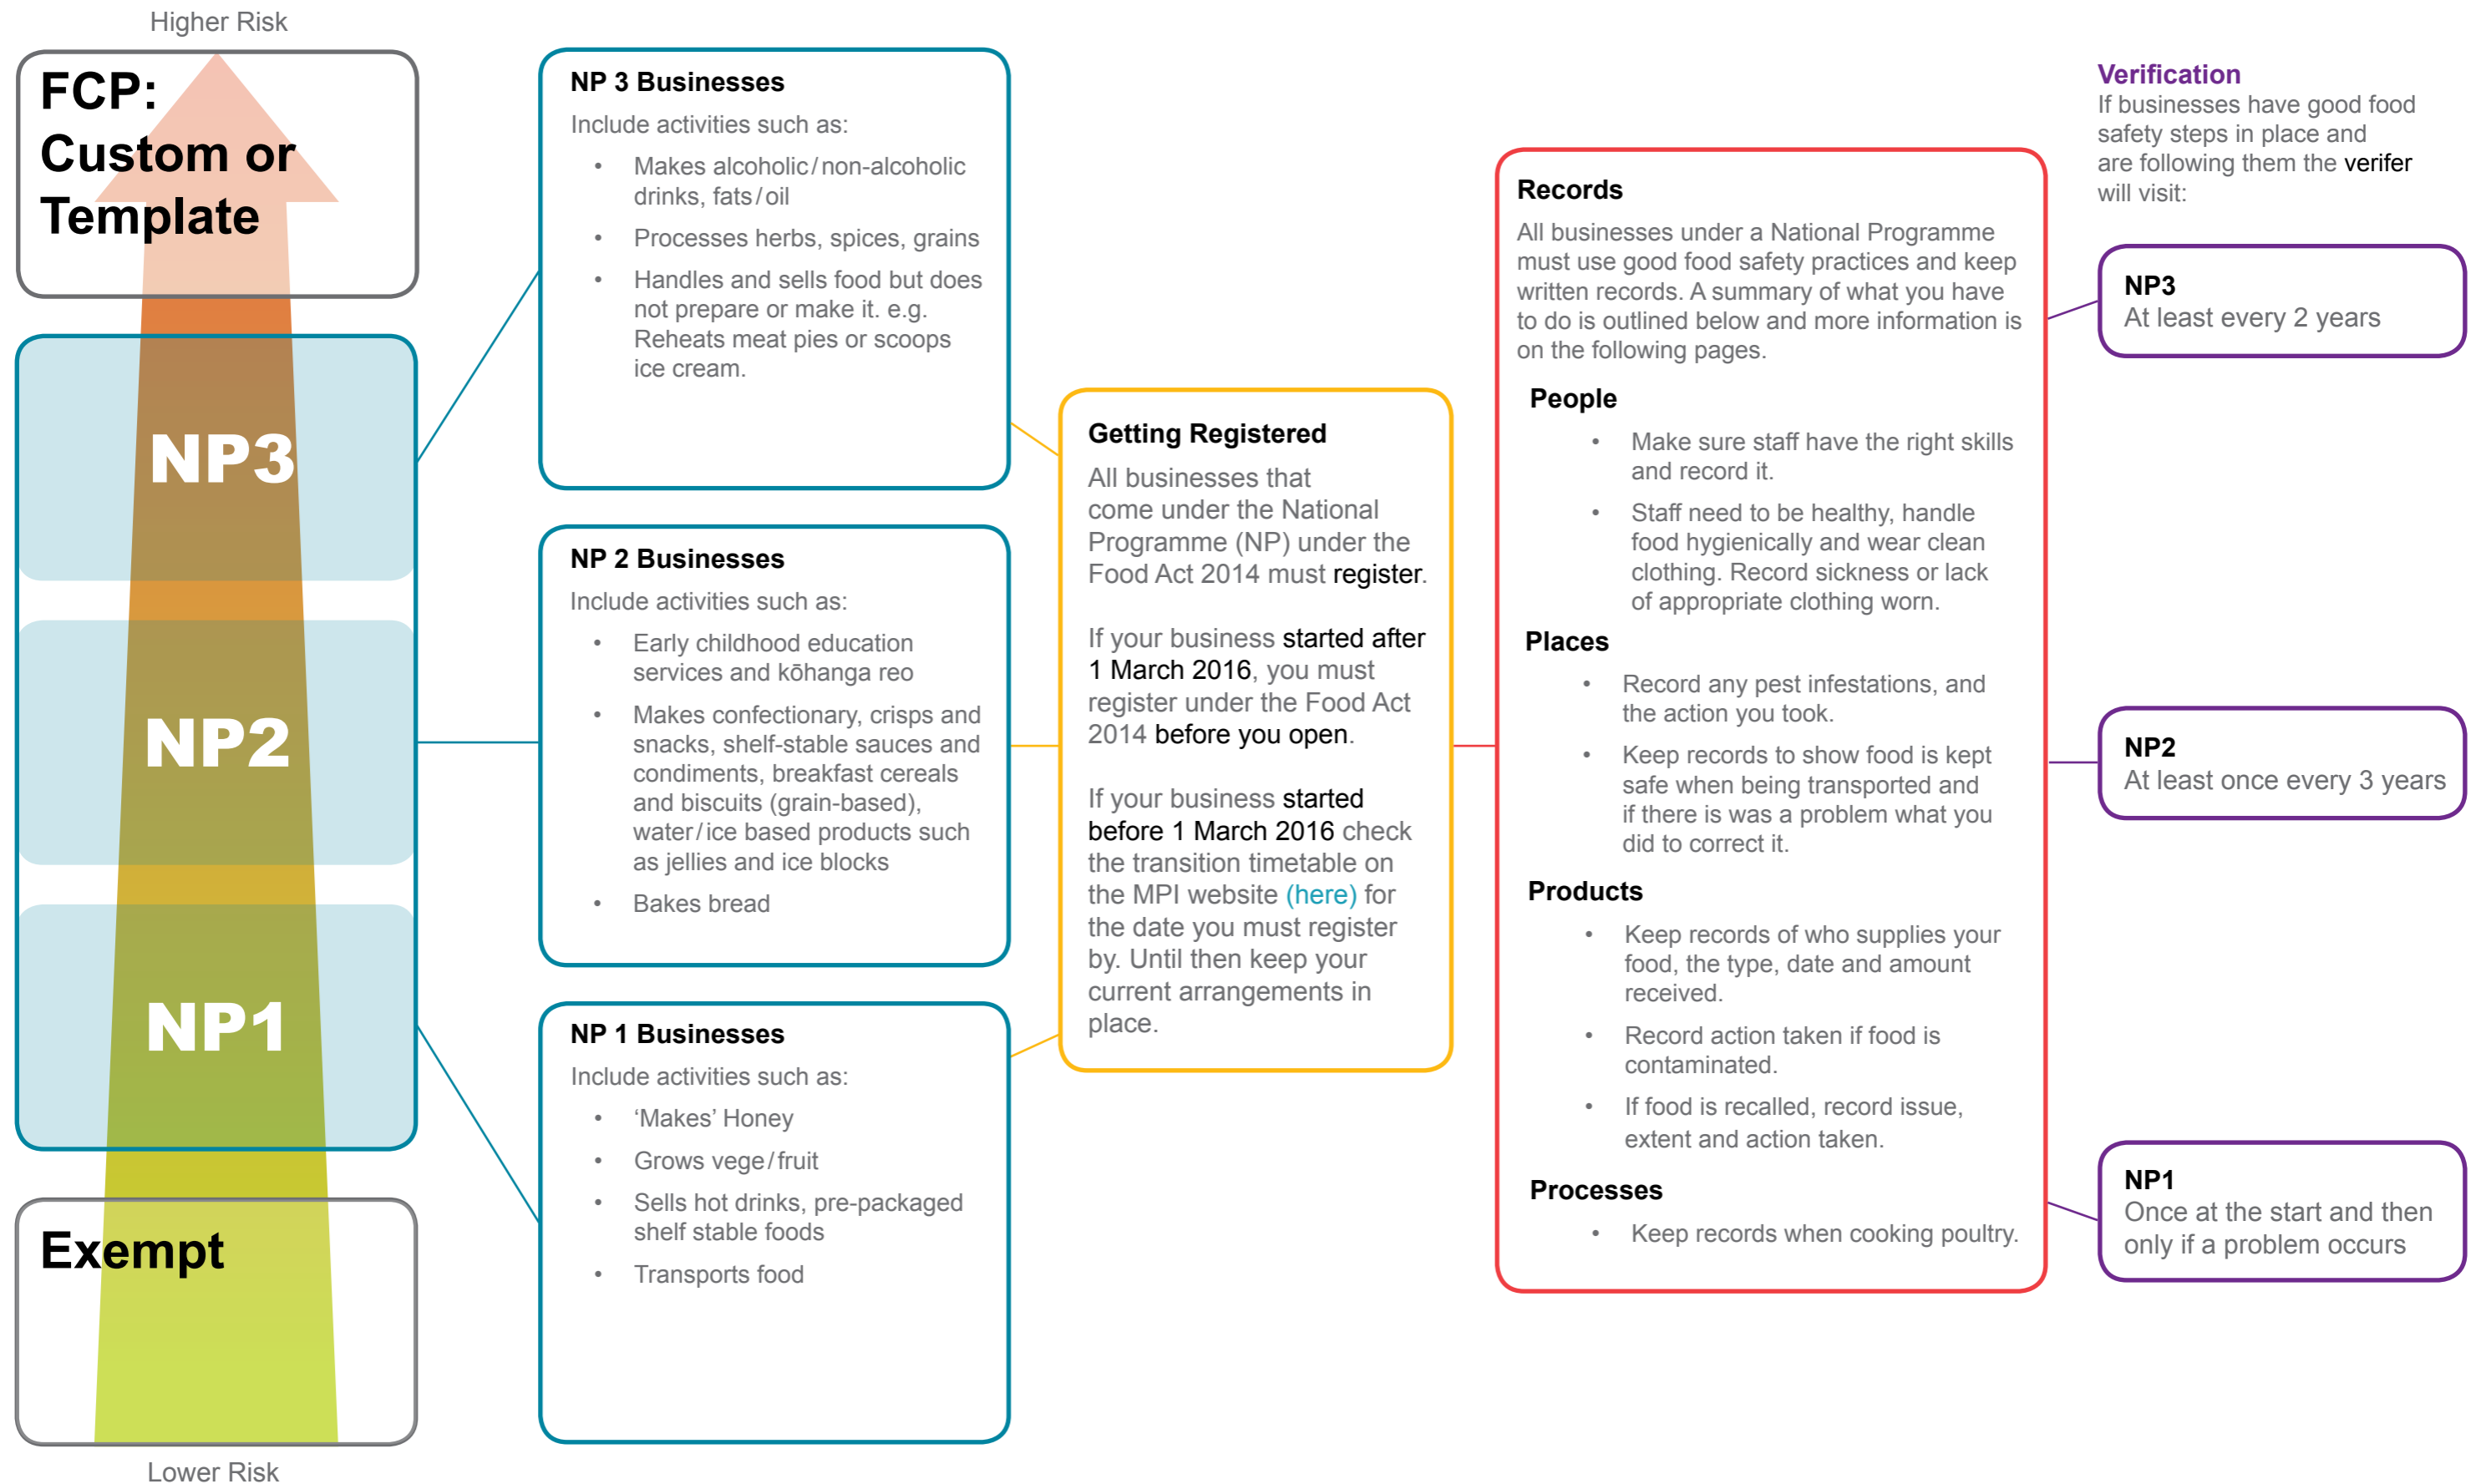 Higher Risk
FCP:
Custom or
Template
NP3
NP2
NP1
Exempt
Lower Risk
NP 3 Businesses
Include activities such as:
• Makes alcoholic/non-alcoholic
drinks, fats/oil
• Processes herbs, spices, grains
• Handles and sells food but does
not prepare or make it. e.g.
Reheats meat pies or scoops
ice cream.
NP 2 Businesses
Include activities such as:
• Early childhood education
services and kōhanga reo
• Makes confectionary, crisps and
snacks, shelf-stable sauces and
condiments, breakfast cereals
and biscuits (grain-based),
water/ice based products such
as jellies and ice blocks
• Bakes bread
NP 1 Businesses
Include activities such as:
• ‘Makes’ Honey
• Grows vege/fruit
• Sells hot drinks, pre-packaged
shelf stable foods
• Transports food
Getting Registered
All businesses that
come under the National
Programme (NP) under the
Food Act 2014 must register.
If your business started after
1 March 2016, you must
register under the Food Act
2014 before you open.
If your business started
before 1 March 2016 check
the transition timetable on
the MPI website (here) for
the date you must register
by. Until then keep your
current arrangements in
place.
Records
All businesses under a National Programme
must use good food safety practices and keep
written records. A summary of what you have
to do is outlined below and more information is
on the following pages.
People
• Make sure staff have the right skills
and record it.
• Staff need to be healthy, handle
food hygienically and wear clean
clothing. Record sickness or lack
of appropriate clothing worn.
Places
• Record any pest infestations, and
the action you took.
• Keep records to show food is kept
safe when being transported and
if there is was a problem what you
did to correct it.
Products
• Keep records of who supplies your
food, the type, date and amount
received.
• Record action taken if food is
contaminated.
• If food is recalled, record issue,
extent and action taken.
Processes
• Keep records when cooking poultry.
Verification
If businesses have good food
safety steps in place and
are following them the verifer
will visit:
NP3
At least every 2 years
NP2
At least once every 3 years
NP1
Once at the start and then
only if a problem occurs